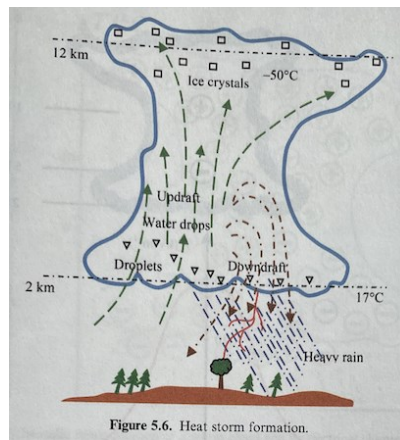 12 km
Ice crystals
−50°C
Updraft
Water drops
Droplets
Downdraft
2 km
17°C
Heavy rain
Figure 5.6. Heat storm formation.